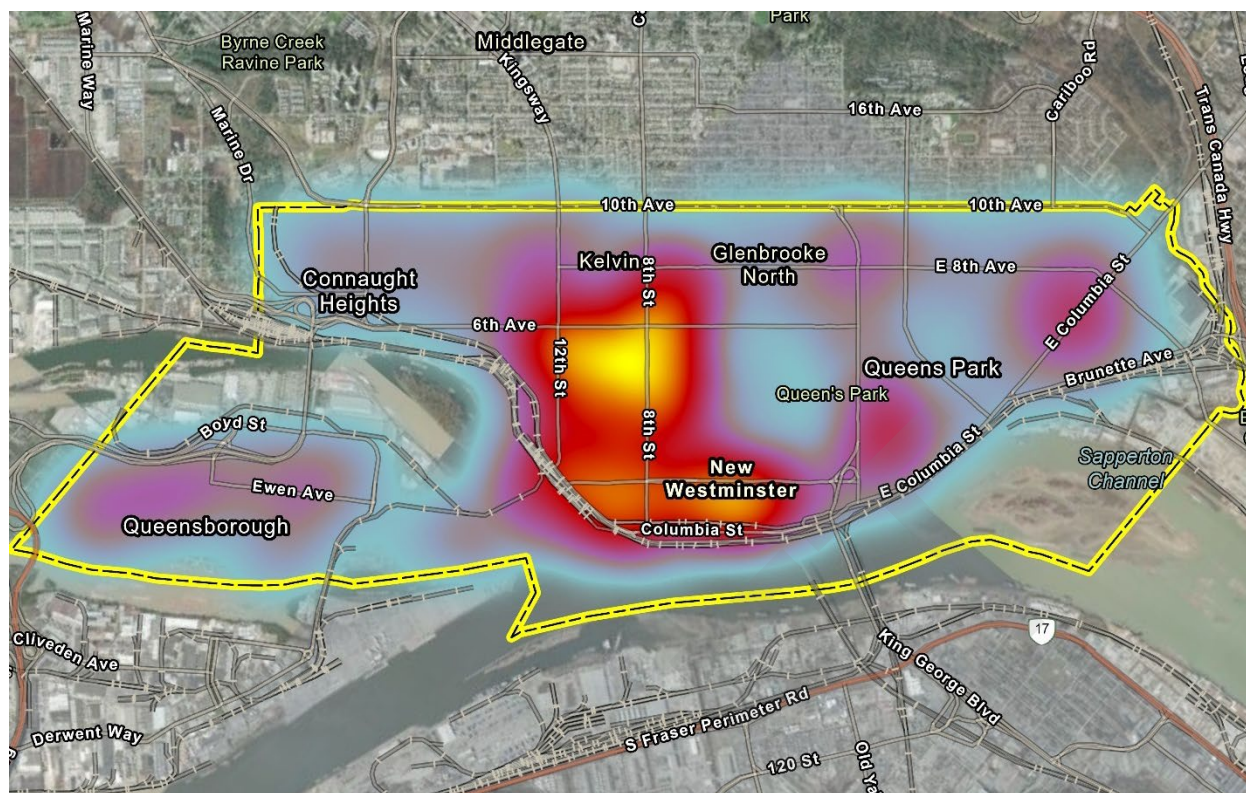 Park
Marine Way
Byrne Creek
Ravine Park
Middlegate
Kingsway
Cariboo Rd
16th Ave
Trans Canada Hwy
Marine Dr
10th Ave
10th Ave
Kelvin
8th St
Glenbrooke
North
E 8th Ave
Connaught
Heights
E Columbia St
6th Ave
12th St
Brunette Ave
Queens Park
Queen's Park
8th St
Boyd St
Ewen Ave
New
Westminster
E Columbia St
Sapperton
Channel
Queensborough
Columbia St
17
Cliveden Ave
King George Blvd
Derwent Way
S Fraser Perimeter Rd
120 St